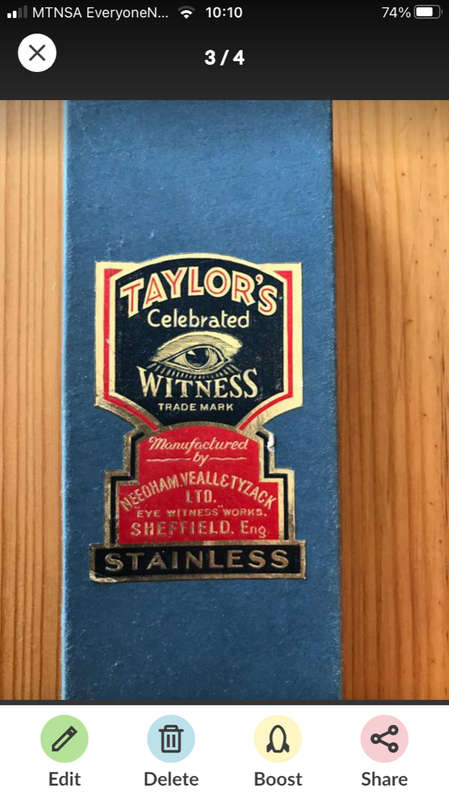 MTNSA EveryoneN... 10:10 74%
3/4
TAYLOR'S
Celebrated
WITNESS
TRADE MARK
Manufactured
by
NEEDHAM.VEALL&TYZACK
LTD.
EYE WITNESS WORKS.
SHEFFIELD. Eng.
STAINLESS
Edit Delete Boost Share